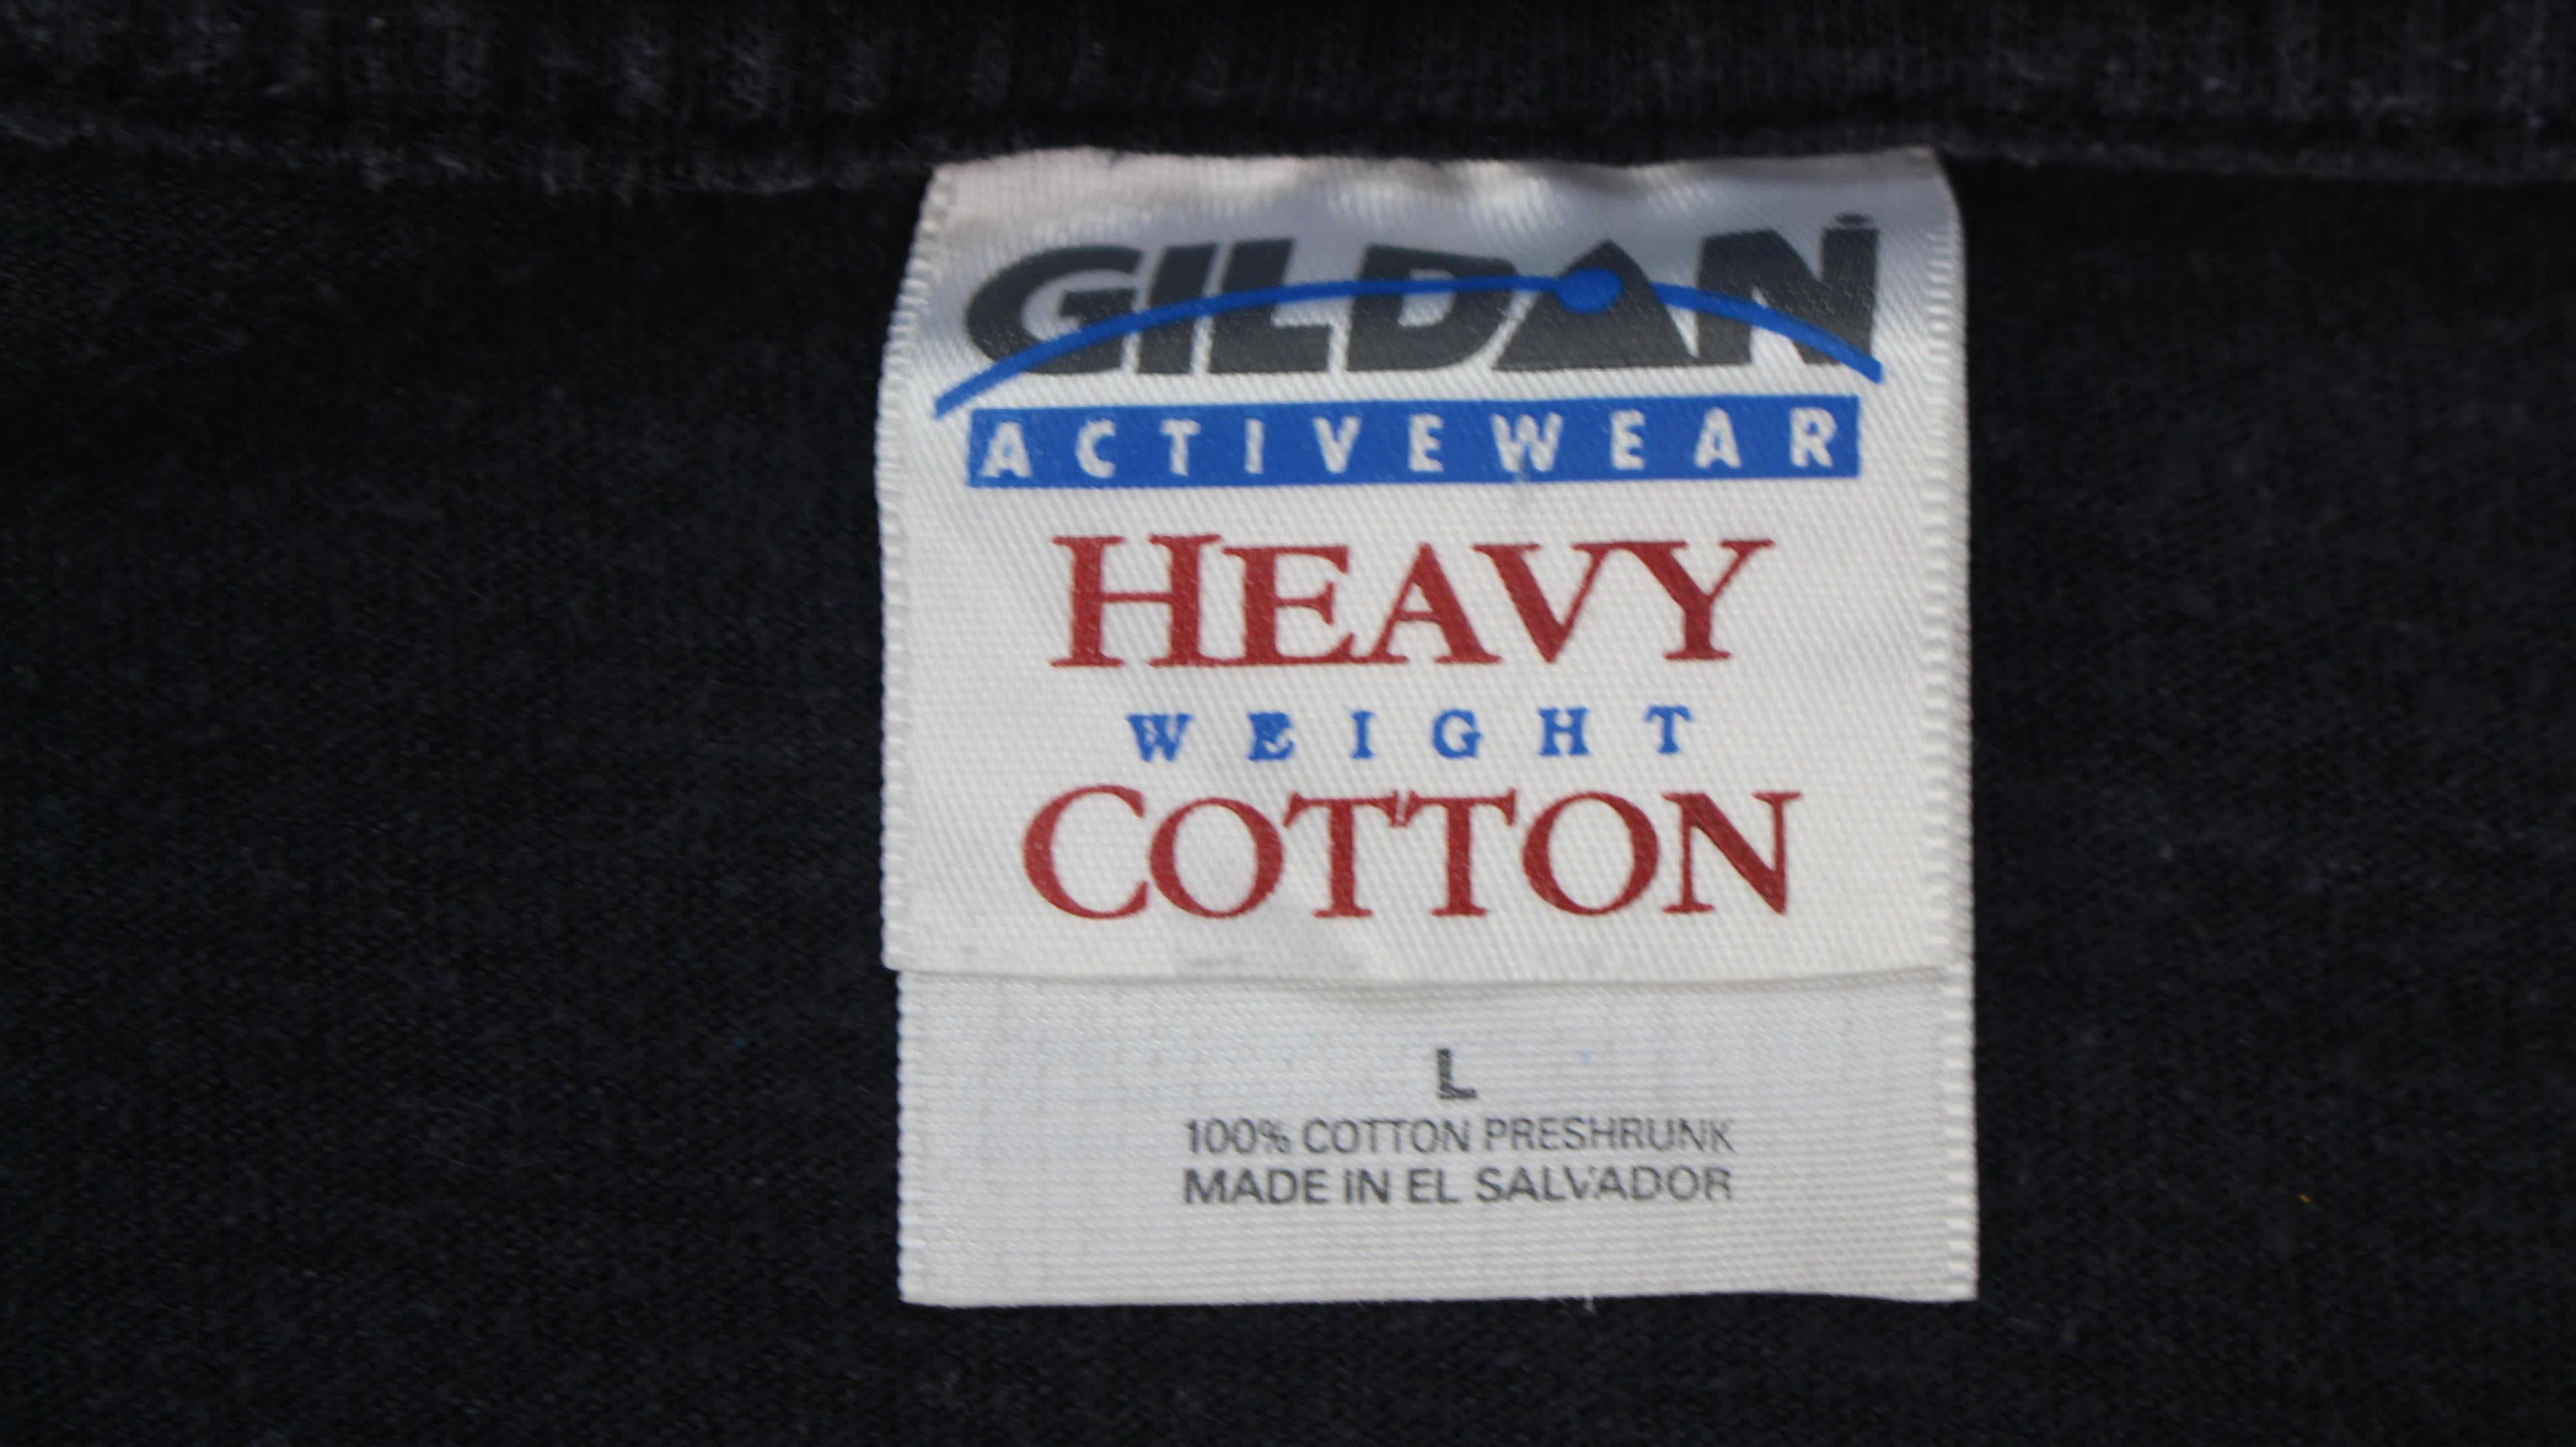 GILDAN
ACTIVEWEAR
HEAVY
WEIGHT
COTTON
L
100% COTTON PRESHRUNK
MADE IN EL SALVADOR